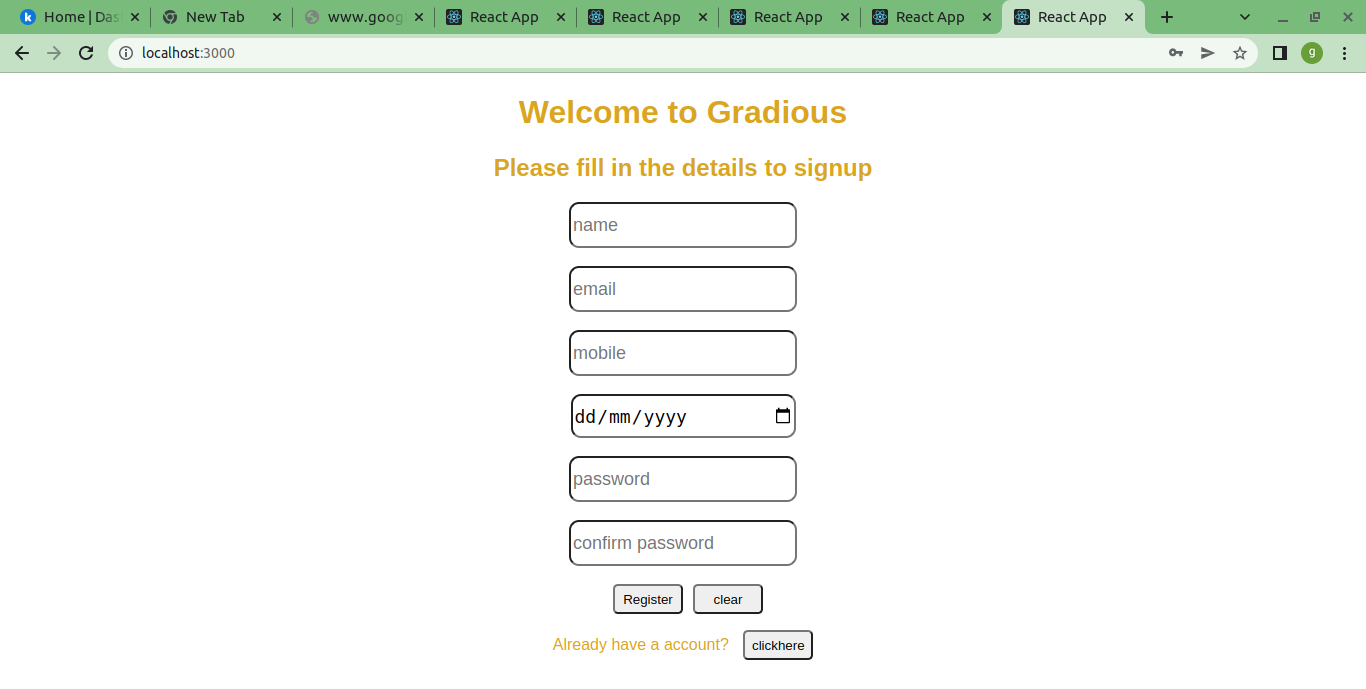 Home | Das
New Tab
www.goog
React App
React App
React App
React App
React App
localhost:3000
g
Welcome to Gradious
Please fill in the details to signup
name
email
mobile
dd/mm/yyyy
password
confirm password
Register clear
Already have a account? clickhere